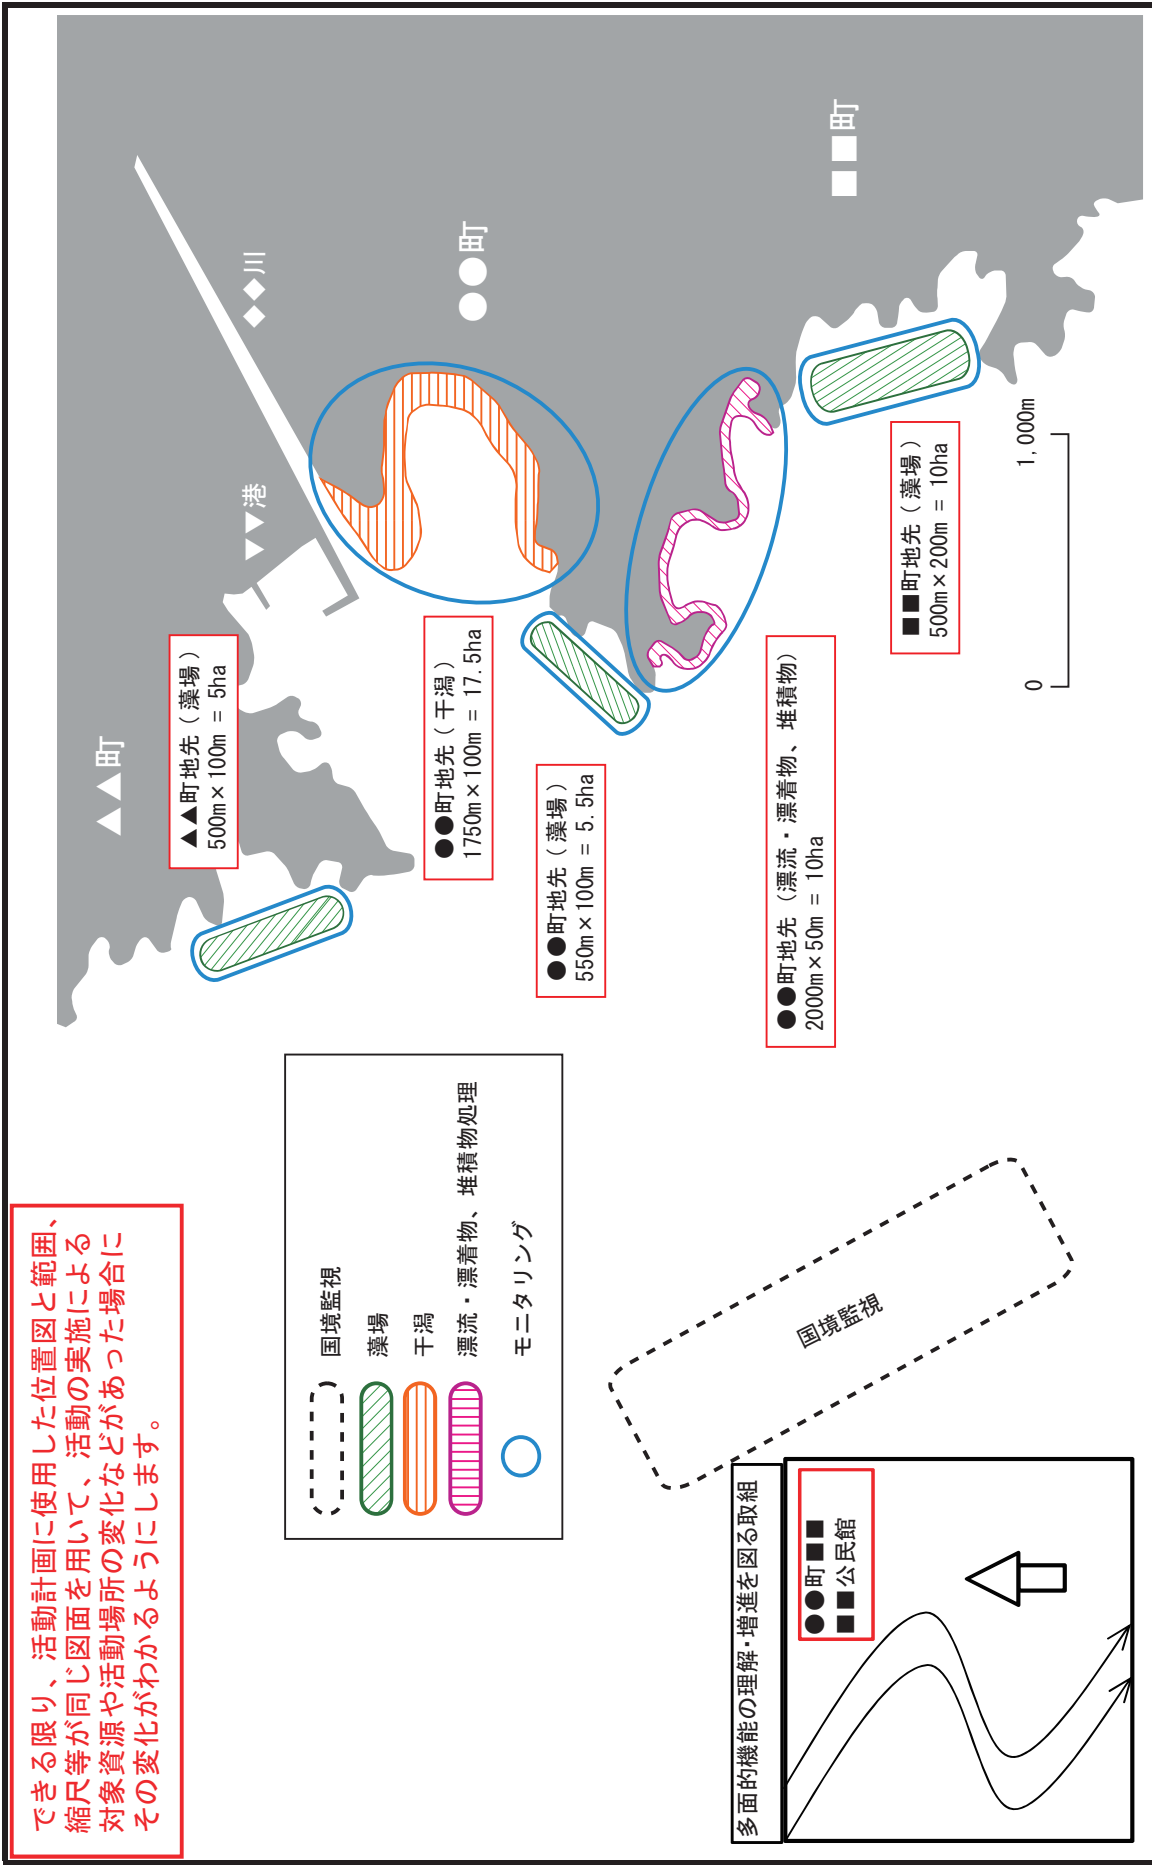 できる限り、活動計画に使用した位置図と範囲、
縮尺等が同じ図面を用いて、活動の実施による
対象資源や活動場所の変化などがあった場合に
その変化がわかるようにします。
▲▲町
◆◆川
▼▼港
●●町
■■町
▲▲町地先（藻場）
500m×100m = 5ha
●●町地先（干潟）
1750m×100m = 17.5ha
●●町地先（藻場）
550m×100m = 5.5ha
●●町地先（漂流・漂着物、堆積物）
2000m×50m = 10ha
■■町地先（藻場）
500m×200m = 10ha
0
1,000m
国境監視
藻場
干潟
漂流・漂着物、堆積物処理
モニタリング
国境監視
多面的機能の理解・増進を図る取組
●●町■■
■■公民館